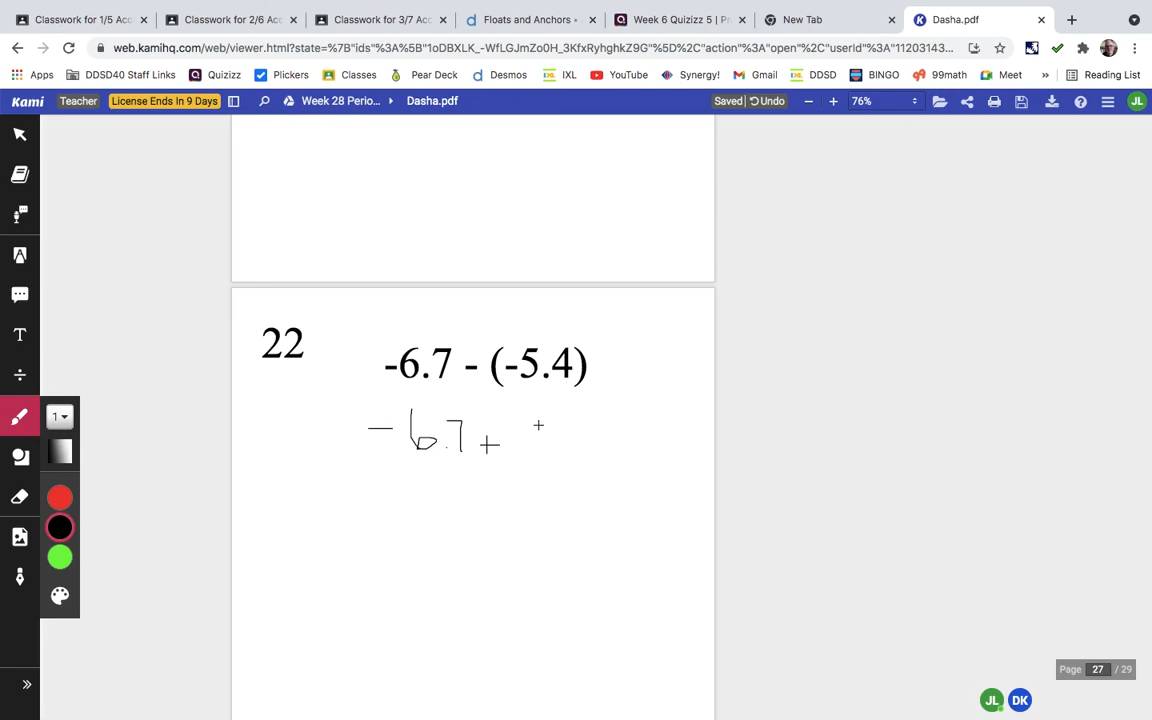 Classwork for 1/5 Acc
Classwork for 2/6 Acc
Classwork for 3/7 Acc
Floats and Anchors •
Week 6 Quizizz 5 | P
New Tab
Dasha.pdf
web.kamihq.com/web/viewer.html?state=%7B"ids"%3A%5B"1oDBXLK_-WfLGJmZo0H_3KfxRyhghkZ9G"%5D%2C"action"%3A"open"%2C"userId"%3A"11203143...
Apps
DDSD40 Staff Links
Quizizz
Plickers
Classes
Pear Deck
Desmos
IXL
YouTube
Synergy!
Gmail
DDSD
BINGO
99math
Meet
»
Reading List
Kami
Teacher
License Ends In 9 Days
Week 28 Perio...
Dasha.pdf
Saved
Undo
76%
JL
22
-6.7 - (-5.4)
- 6.7 +
1
T
Page 27 / 29
JL
DK